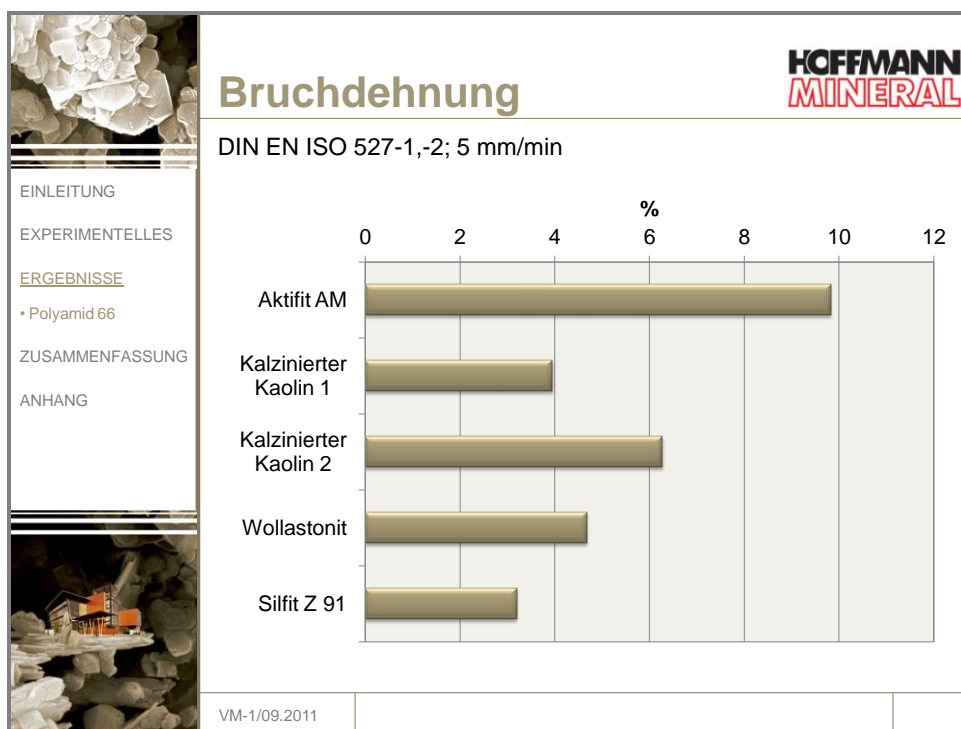 HOFFMANN
MINERAL
Bruchdehnung
DIN EN ISO 527-1,-2; 5 mm/min
EINLEITUNG
EXPERIMENTELLES
ERGEBNISSE
• Polyamid 66
ZUSAMMENFASSUNG
ANHANG
%
0 2 4 6 8 10 12
Aktifit AM
Kalzinierter
Kaolin 1
Kalzinierter
Kaolin 2
Wollastonit
Silfit Z 91
VM-1/09.2011